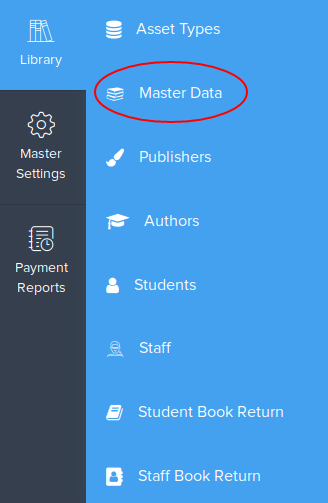 Library
Master
Settings
Payment
Reports
Asset Types
Master Data
Publishers
Authors
Students
Staff
Student Book Return
Staff Book Return